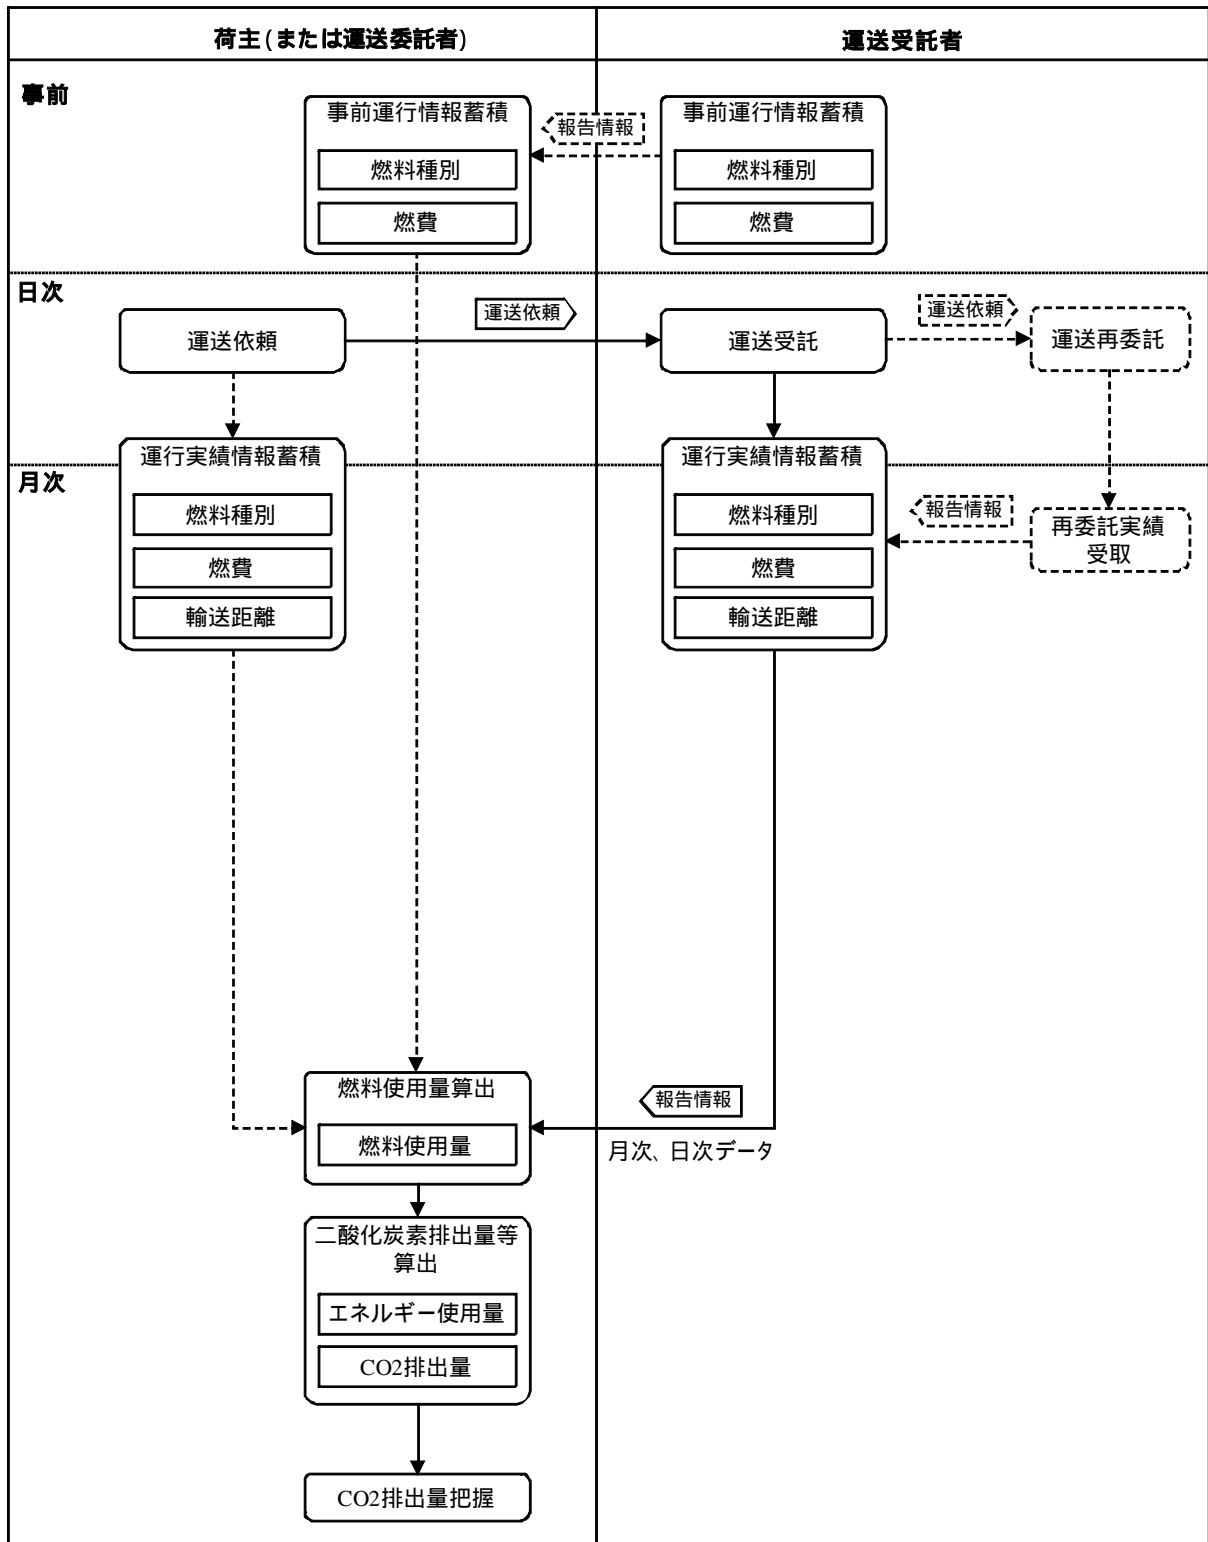 荷主(または運送委託者)
運送受託者
事前
事前運行情報蓄積
燃料種別
燃費
報告情報
事前運行情報蓄積
燃料種別
燃費
日次
運送依頼
運送依頼
運送受託
運送依頼
運送再委託
月次
運行実績情報蓄積
燃料種別
燃費
輸送距離
運行実績情報蓄積
燃料種別
燃費
輸送距離
報告情報
再委託実績
受取
燃料使用量算出
燃料使用量
報告情報
月次、日次データ
二酸化炭素排出量等
算出
エネルギー使用量
CO2排出量
CO2排出量把握